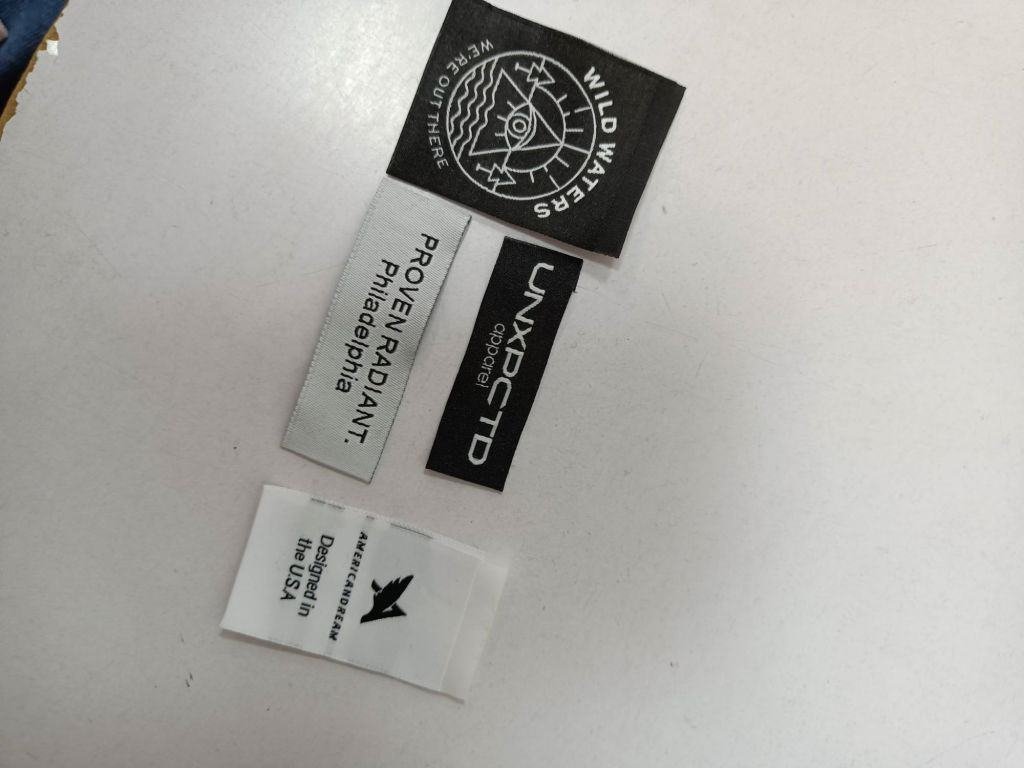 WILD WATERS
WE'RE OUT THERE
UNXPCTD
apparel
PROVEN RADIANT.
Philadelphia
AMERICANDREAM
Designed in
the USA